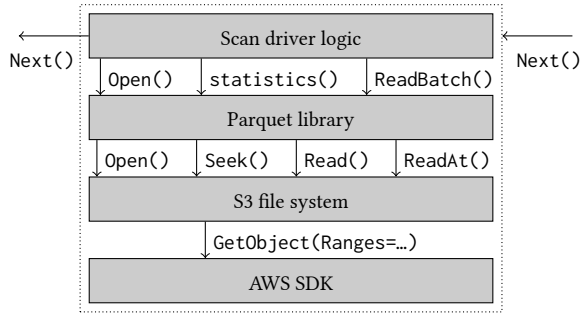 Scan driver logic
Next() Next()
Open() statistics() ReadBatch()
Parquet library
Open() Seek() Read() ReadAt()
S3 file system
GetObject(Ranges=…)
AWS SDK